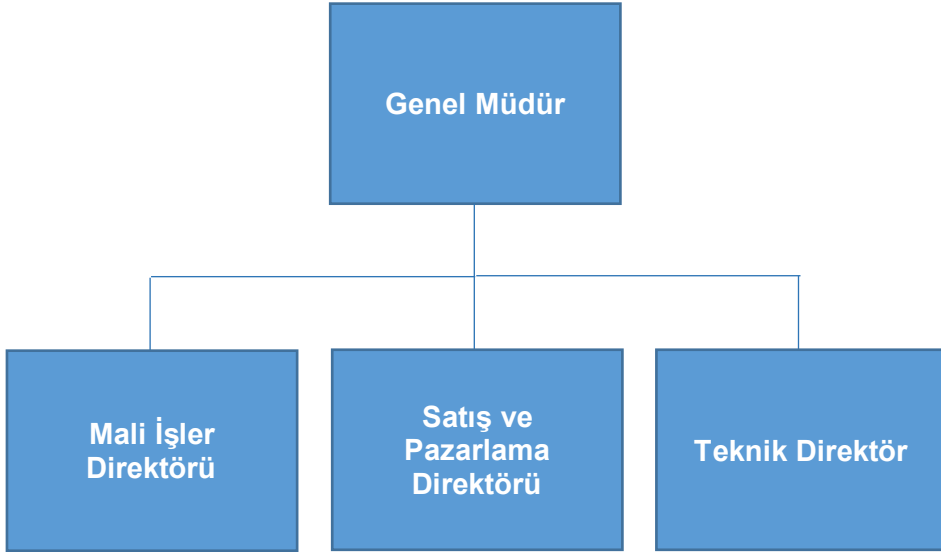 Genel Müdür
Mali İşler
Direktörü
Satış ve
Pazarlama
Direktörü
Teknik Direktör